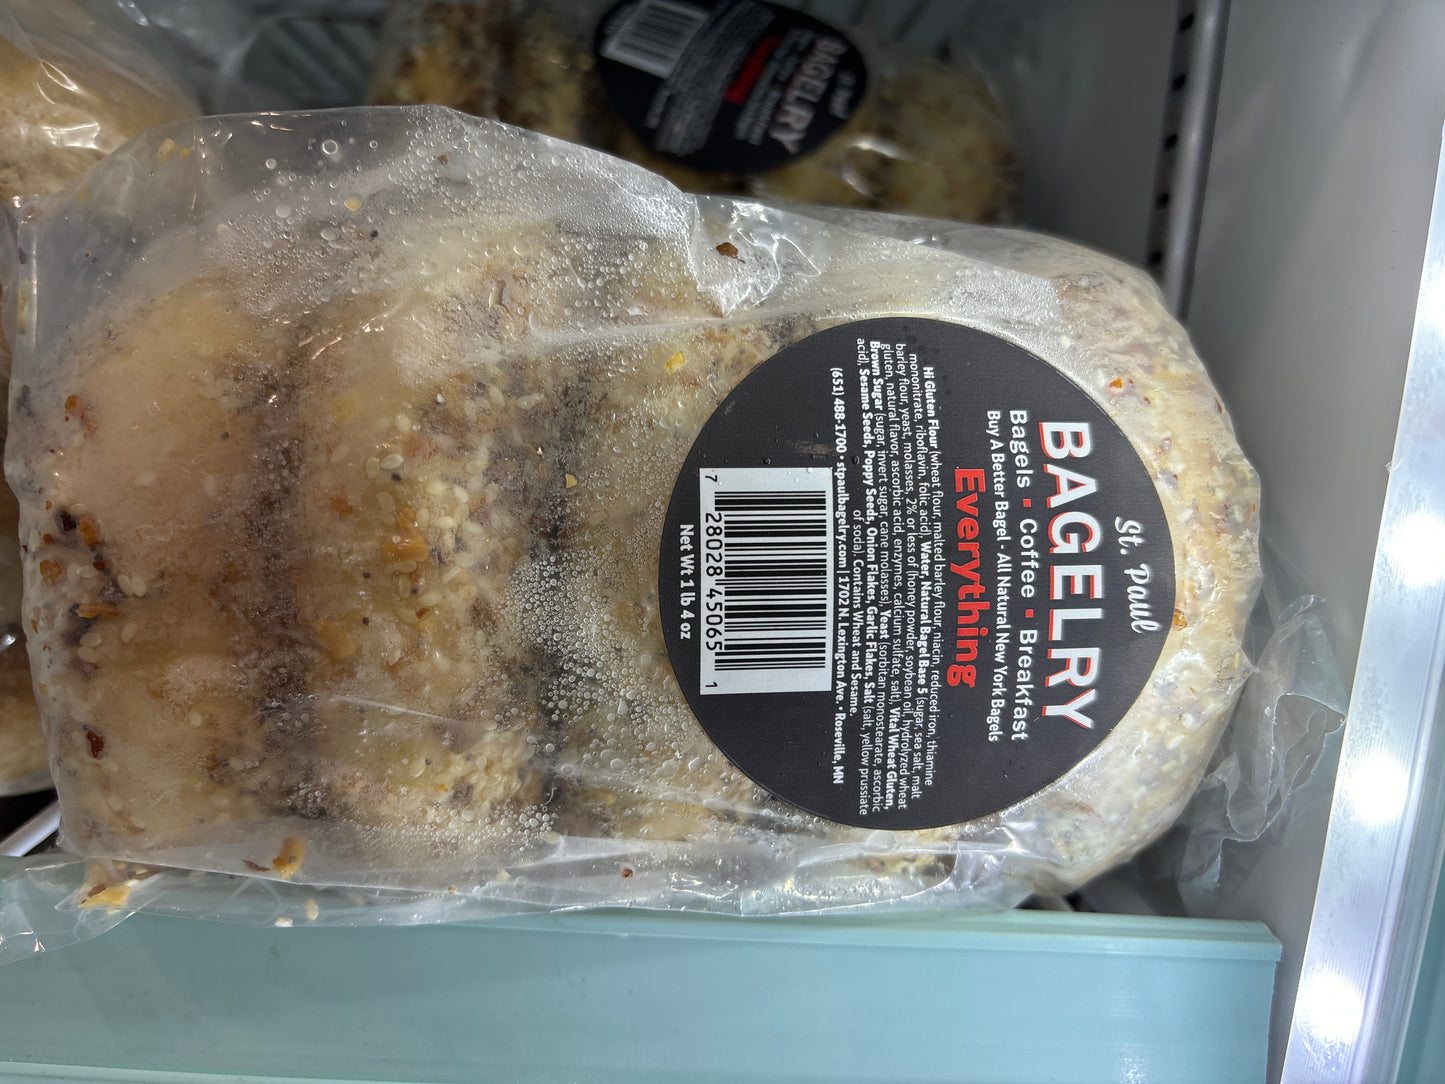 St. Paul
BAGELRY
Bagels • Coffee • Breakfast
Buy A Better Bagel - All Natural New York Bagels
Everything
Hi Gluten Flour (wheat flour, malted barley flour, niacin, reduced iron, thiamine
mononitrate, riboflavin, folic acid), Water, Natural Bagel Base 5 (sugar, sea salt, malt
barley flour, yeast, molasses, 2% or less of (honey powder, soybean oil, hydrolyzed wheat
gluten, natural flavor, ascorbic acid, enzymes, calcium sulfate, salt), Vital Wheat Gluten,
Brown Sugar (sugar, invert sugar, cane molasses), Yeast (sorbitan monostearate, ascorbic
acid), Sesame Seeds, Poppy Seeds, Onion Flakes, Garlic Flakes, Salt (salt, yellow prussiate
of soda). Contains Wheat and Sesame.
(651) 488-1700 • stpaulbagelry.com | 1702 N. Lexington Ave. • Roseville, MN
7 28028 45065 1
Net Wt 1 lb 4 oz
St. Paul
BAGELRY